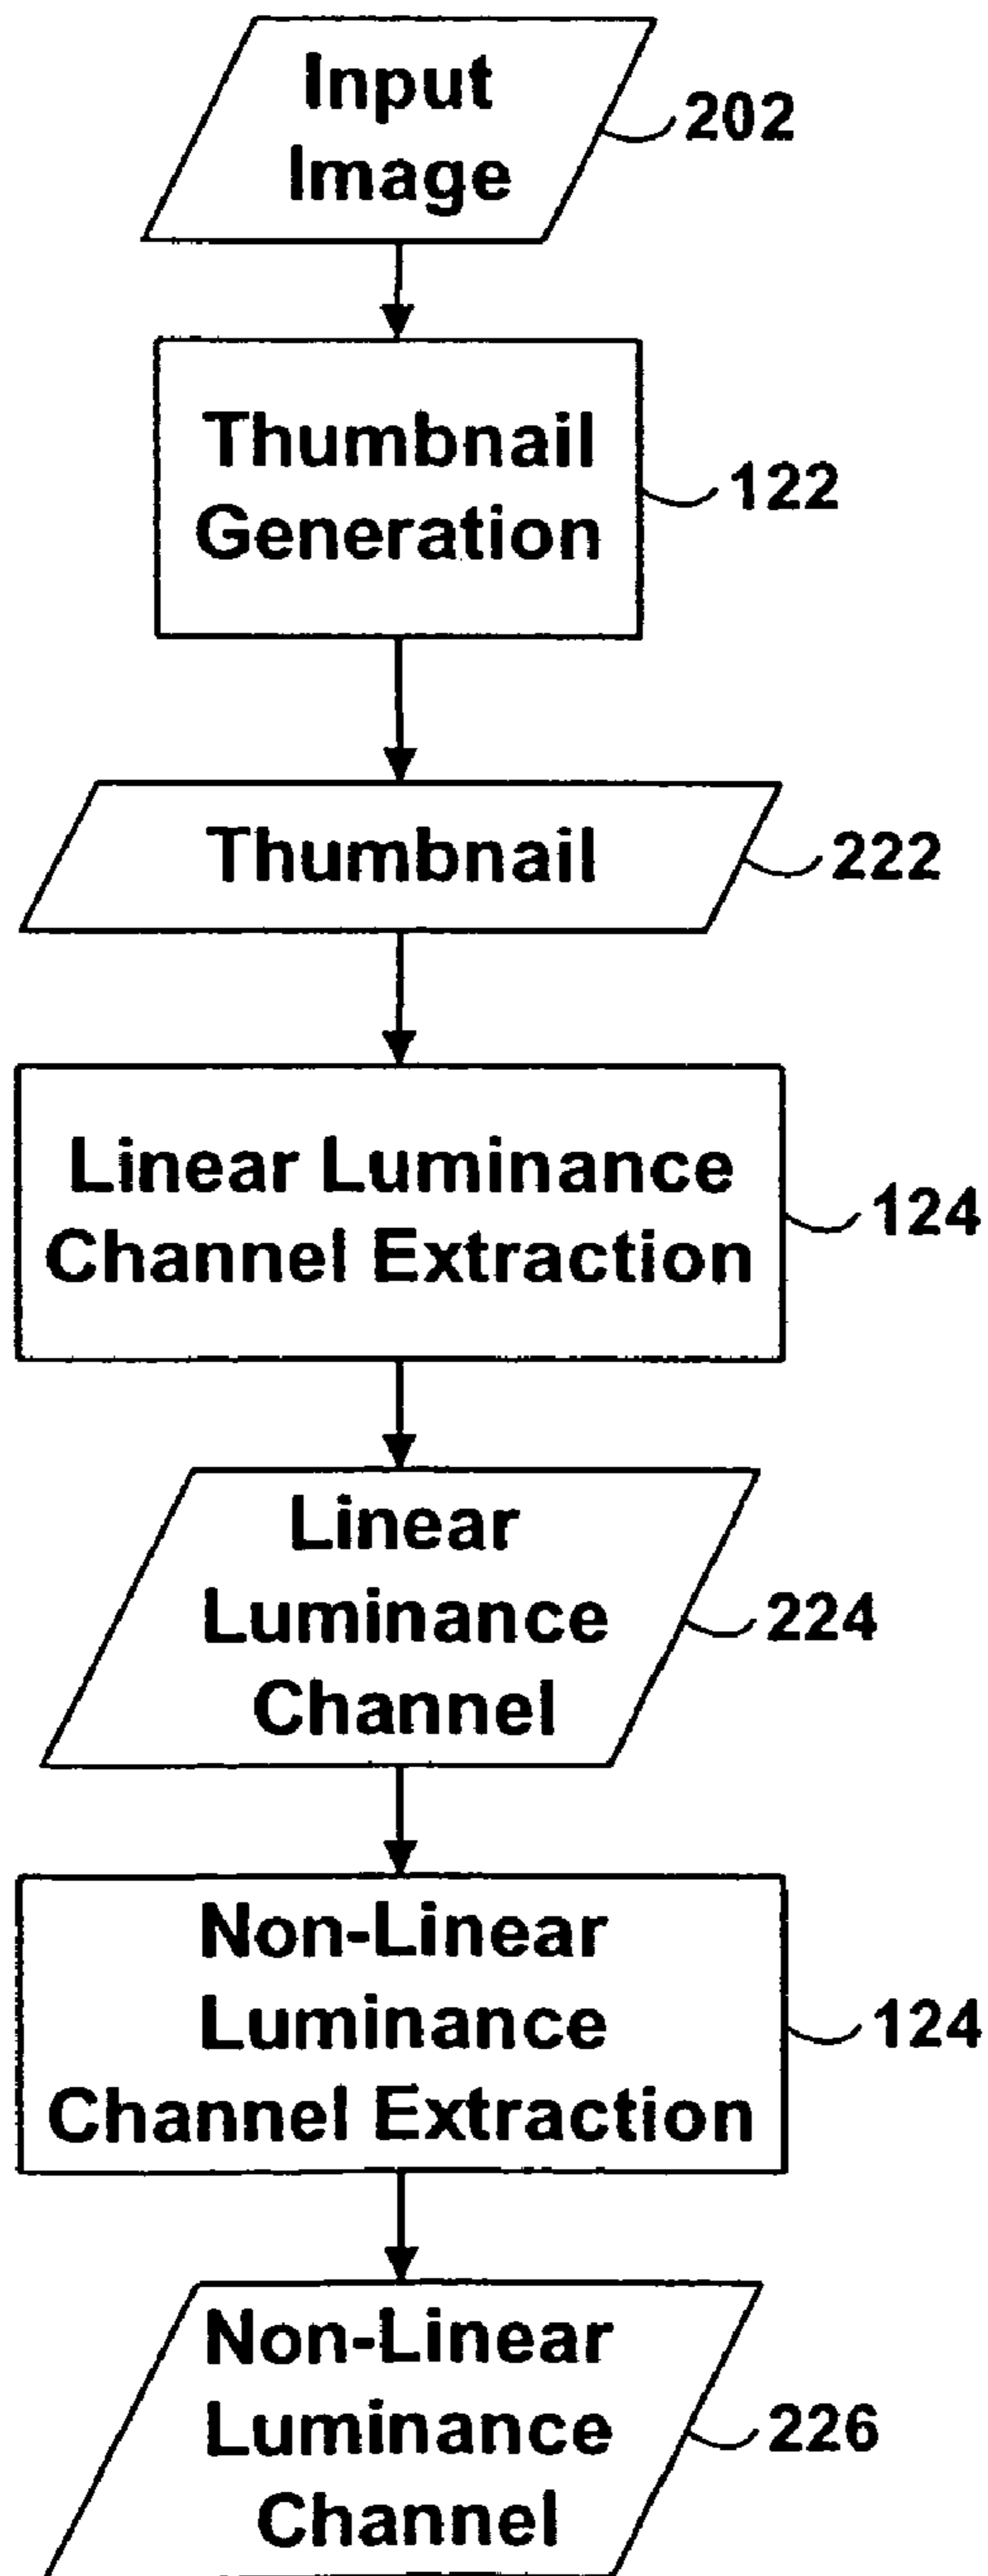 Input
Image
202
Thumbnail
Generation
122
Thumbnail
222
Linear Luminance
Channel Extraction
124
Linear
Luminance
Channel
224
Non-Linear
Luminance
Channel Extraction
124
Non-Linear
Luminance
Channel
226